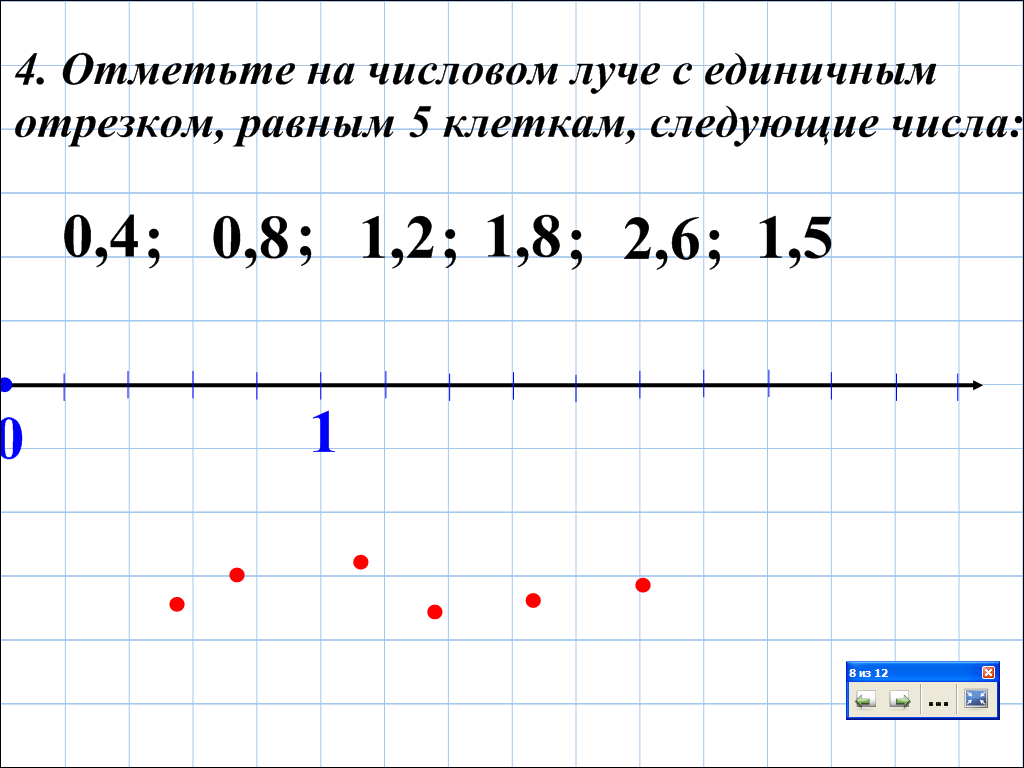 4. Отметьте на числовом луче с единичным
отрезком, равным 5 клеткам, следующие числа:
0,4; 0,8; 1,2; 1,8; 2,6; 1,5
0 1
8 из 12
...